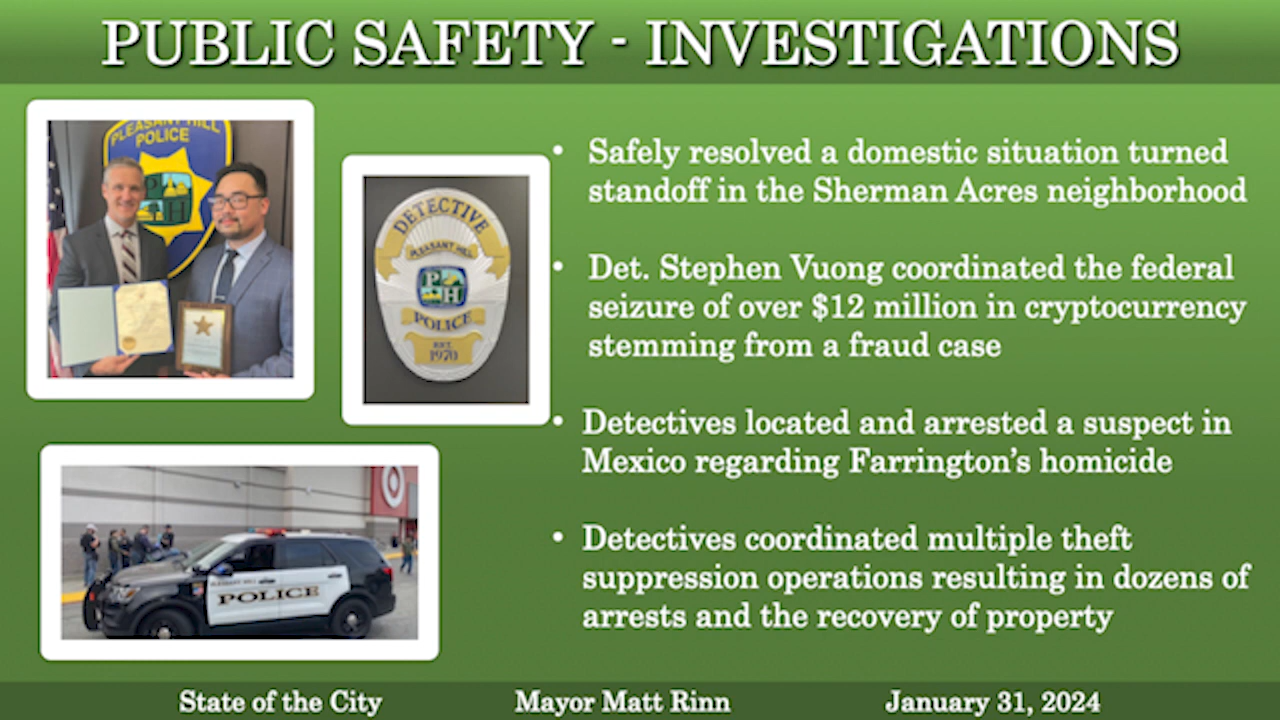 PUBLIC SAFETY - INVESTIGATIONS
PLEASANT HILL
POLICE
DETECTIVE
PLEASANT HILL
P H
POLICE
EST.
1970
PLEASANT HILL
POLICE
• Safely resolved a domestic situation turned
standoff in the Sherman Acres neighborhood
• Det. Stephen Vuong coordinated the federal
seizure of over $12 million in cryptocurrency
stemming from a fraud case
• Detectives located and arrested a suspect in
Mexico regarding Farrington’s homicide
• Detectives coordinated multiple theft
suppression operations resulting in dozens of
arrests and the recovery of property
State of the City Mayor Matt Rinn January 31, 2024